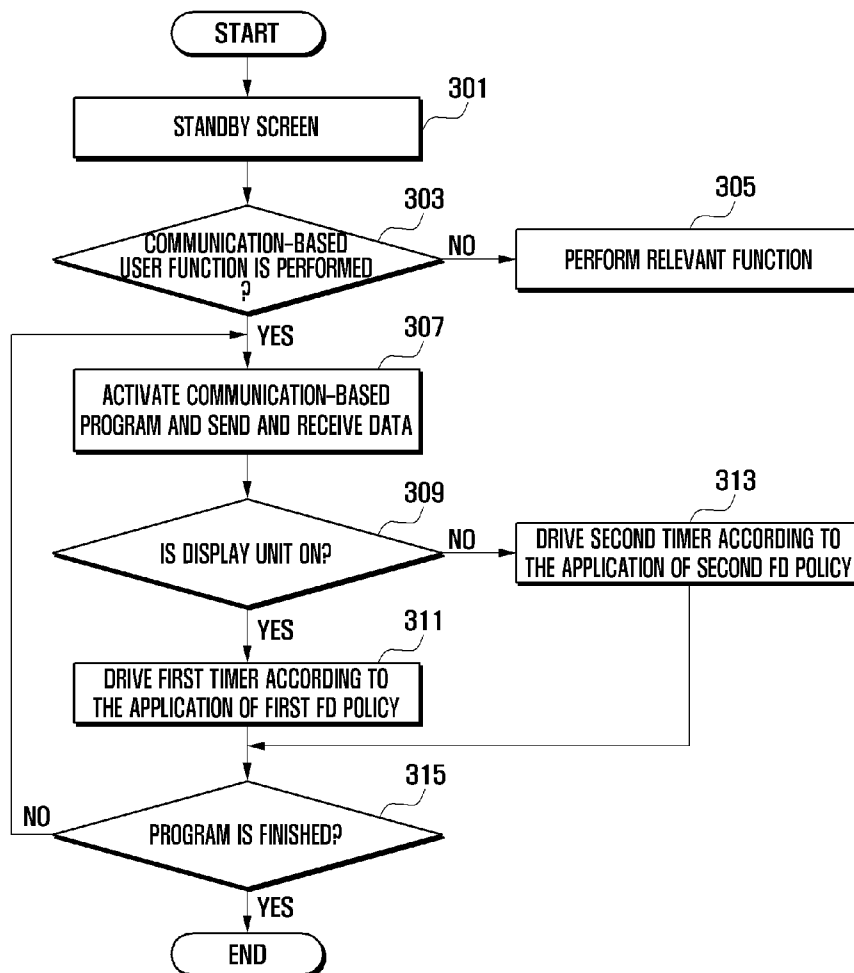 START
301
STANDBY SCREEN
303
COMMUNICATION-BASED
USER FUNCTION IS PERFORMED
?
NO
305
PERFORM RELEVANT FUNCTION
YES
307
ACTIVATE COMMUNICATION-BASED
PROGRAM AND SEND AND RECEIVE DATA
309
IS DISPLAY UNIT ON?
NO
313
DRIVE SECOND TIMER ACCORDING TO
THE APPLICATION OF SECOND FD POLICY
YES
311
DRIVE FIRST TIMER ACCORDING TO
THE APPLICATION OF FIRST FD POLICY
315
NO
PROGRAM IS FINISHED?
YES
END